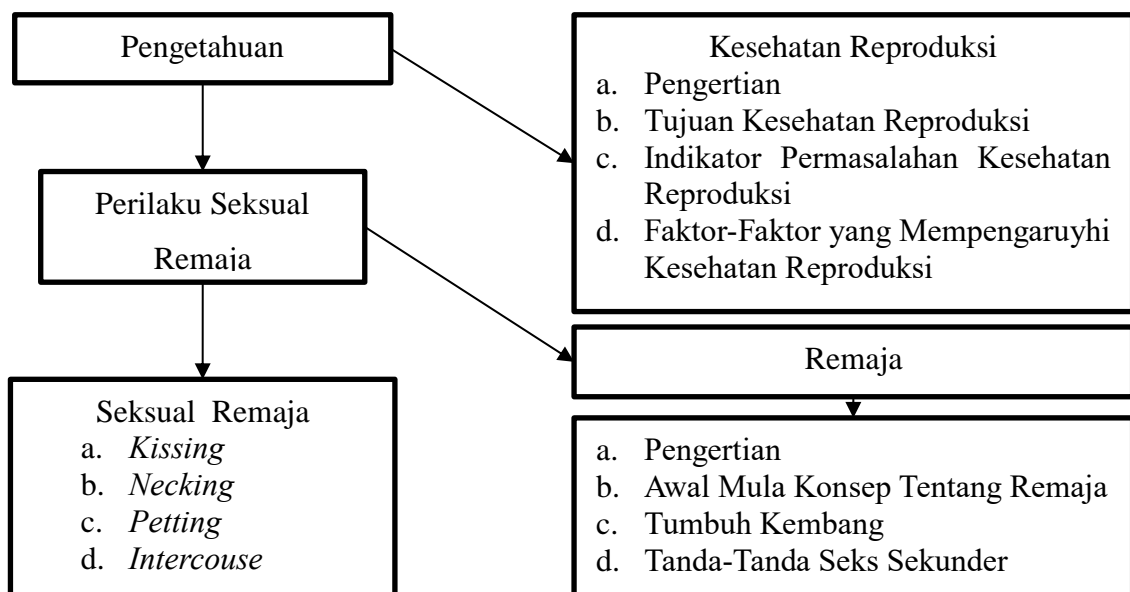 Pengetahuan
Perilaku Seksual
Remaja
Seksual Remaja
a. Kissing
b. Necking
c. Petting
d. Intercouse
Kesehatan Reproduksi
a. Pengertian
b. Tujuan Kesehatan Reproduksi
c. Indikator Permasalahan Kesehatan
Reproduksi
d. Faktor-Faktor yang Mempengaruyhi
Kesehatan Reproduksi
Remaja
a. Pengertian
b. Awal Mula Konsep Tentang Remaja
c. Tumbuh Kembang
d. Tanda-Tanda Seks Sekunder